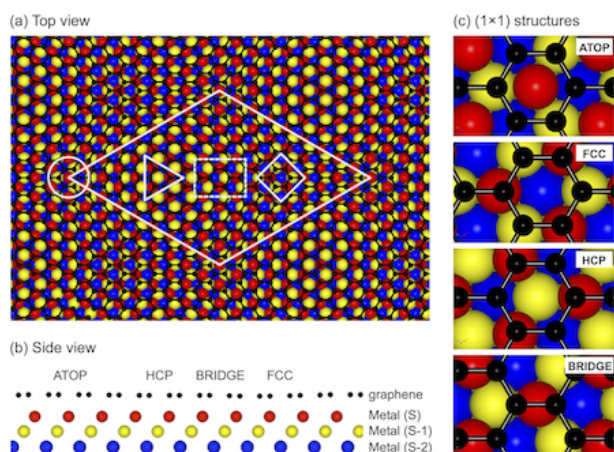 (a) Top view
(b) Side view
ATOP HCP BRIDGE FCC
graphene
Metal (S)
Metal (S-1)
Metal (S-2)
(c) (1×1) structures
ATOP
FCC
HCP
BRIDGE